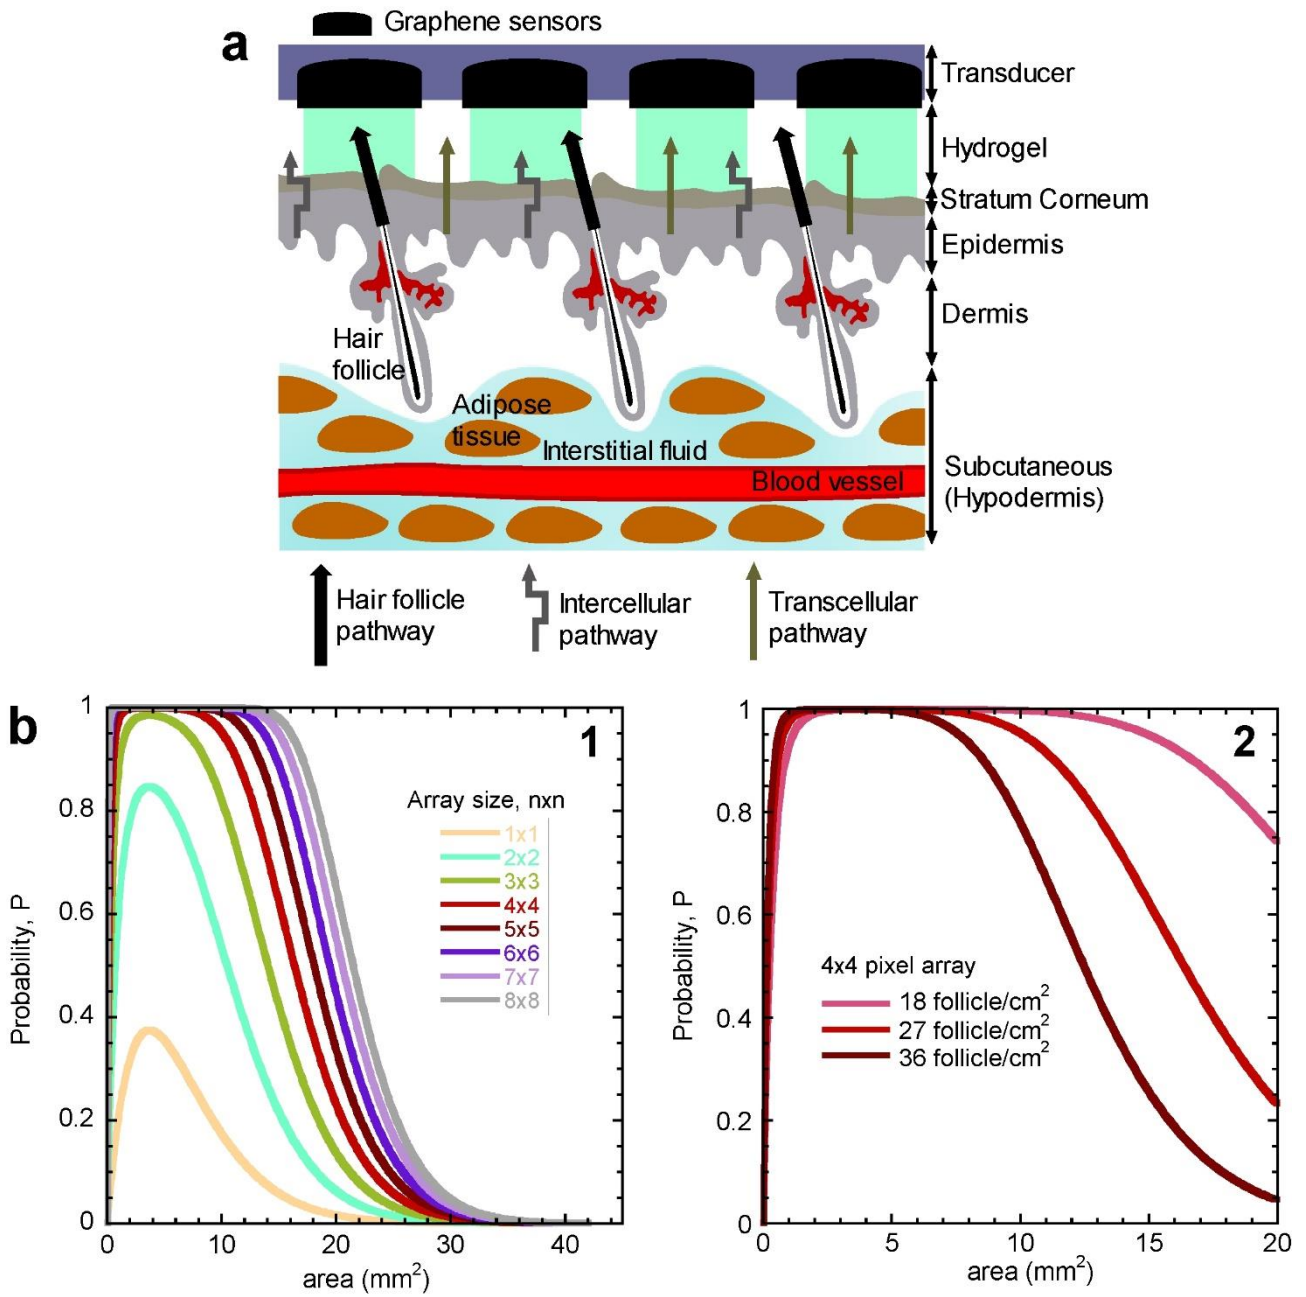 a
Graphene sensors
Transducer
Hydrogel
Stratum Corneum
Epidermis
Dermis
Hair
follicle
Adipose
tissue
Interstitial fluid
Blood vessel
Subcutaneous
(Hypodermis)
Hair follicle
pathway
Intercellular
pathway
Transcellular
pathway
b
1
Array size, nxn
1x1
2x2
3x3
4x4
5x5
6x6
7x7
8x8
Probability, P
1
0.8
0.6
0.4
0.2
0
0
10
20
30
40
area (mm²)
2
4x4 pixel array
18 follicle/cm²
27 follicle/cm²
36 follicle/cm²
Probability, P
1
0.8
0.6
0.4
0.2
0
0
5
10
15
20
area (mm²)